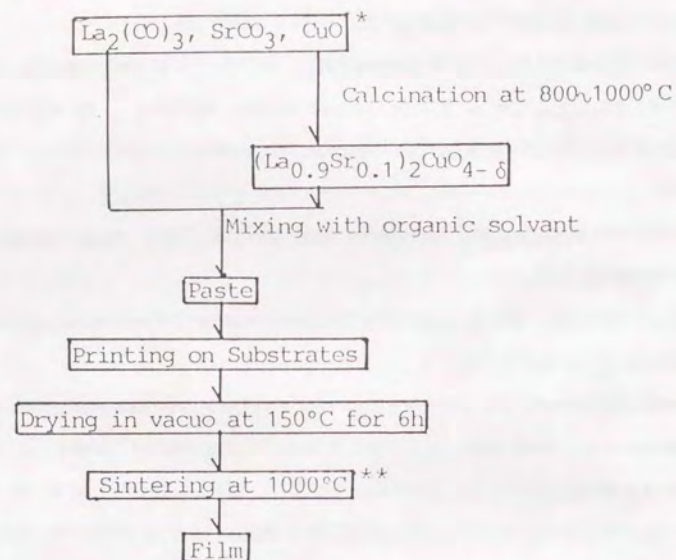 La2(CO)3, SrCO3, CuO *
Calcination at 800~1000°C
(La0.9Sr0.1)2CuO4-δ
Mixing with organic solvant
Paste
Printing on Substrates
Drying in vacuo at 150°C for 6h
Sintering at 1000°C **
Film